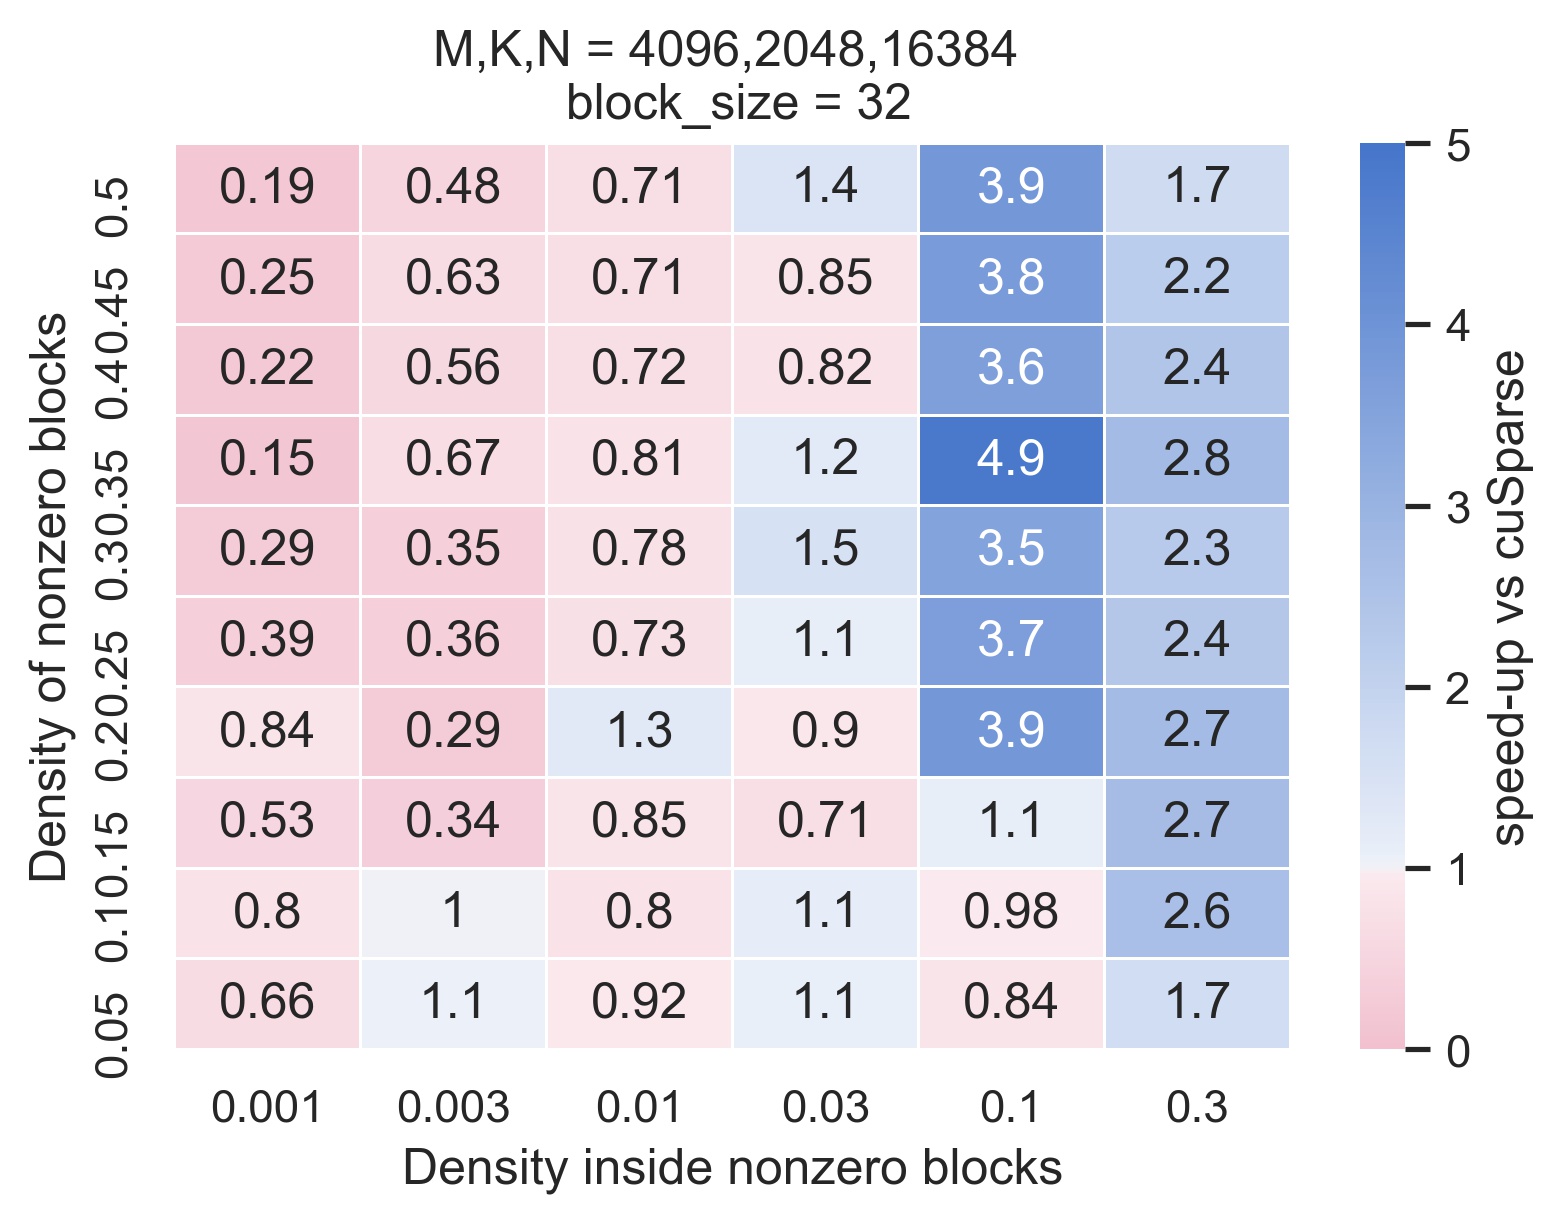 M,K,N = 4096,2048,16384
block_size = 32
Density of nonzero blocks
0.5 0.19 0.48 0.71 1.4 3.9 1.7
0.45 0.25 0.63 0.71 0.85 3.8 2.2
0.4 0.22 0.56 0.72 0.82 3.6 2.4
0.35 0.15 0.67 0.81 1.2 4.9 2.8
0.30 0.29 0.35 0.78 1.5 3.5 2.3
0.25 0.39 0.36 0.73 1.1 3.7 2.4
0.20 0.84 0.29 1.3 0.9 3.9 2.7
0.15 0.53 0.34 0.85 0.71 1.1 2.7
0.10 0.8 1 0.8 1.1 0.98 2.6
0.05 0.66 1.1 0.92 1.1 0.84 1.7
0.001 0.003 0.01 0.03 0.1 0.3
Density inside nonzero blocks
5
4
3
2
1
0
speed-up vs cuSparse